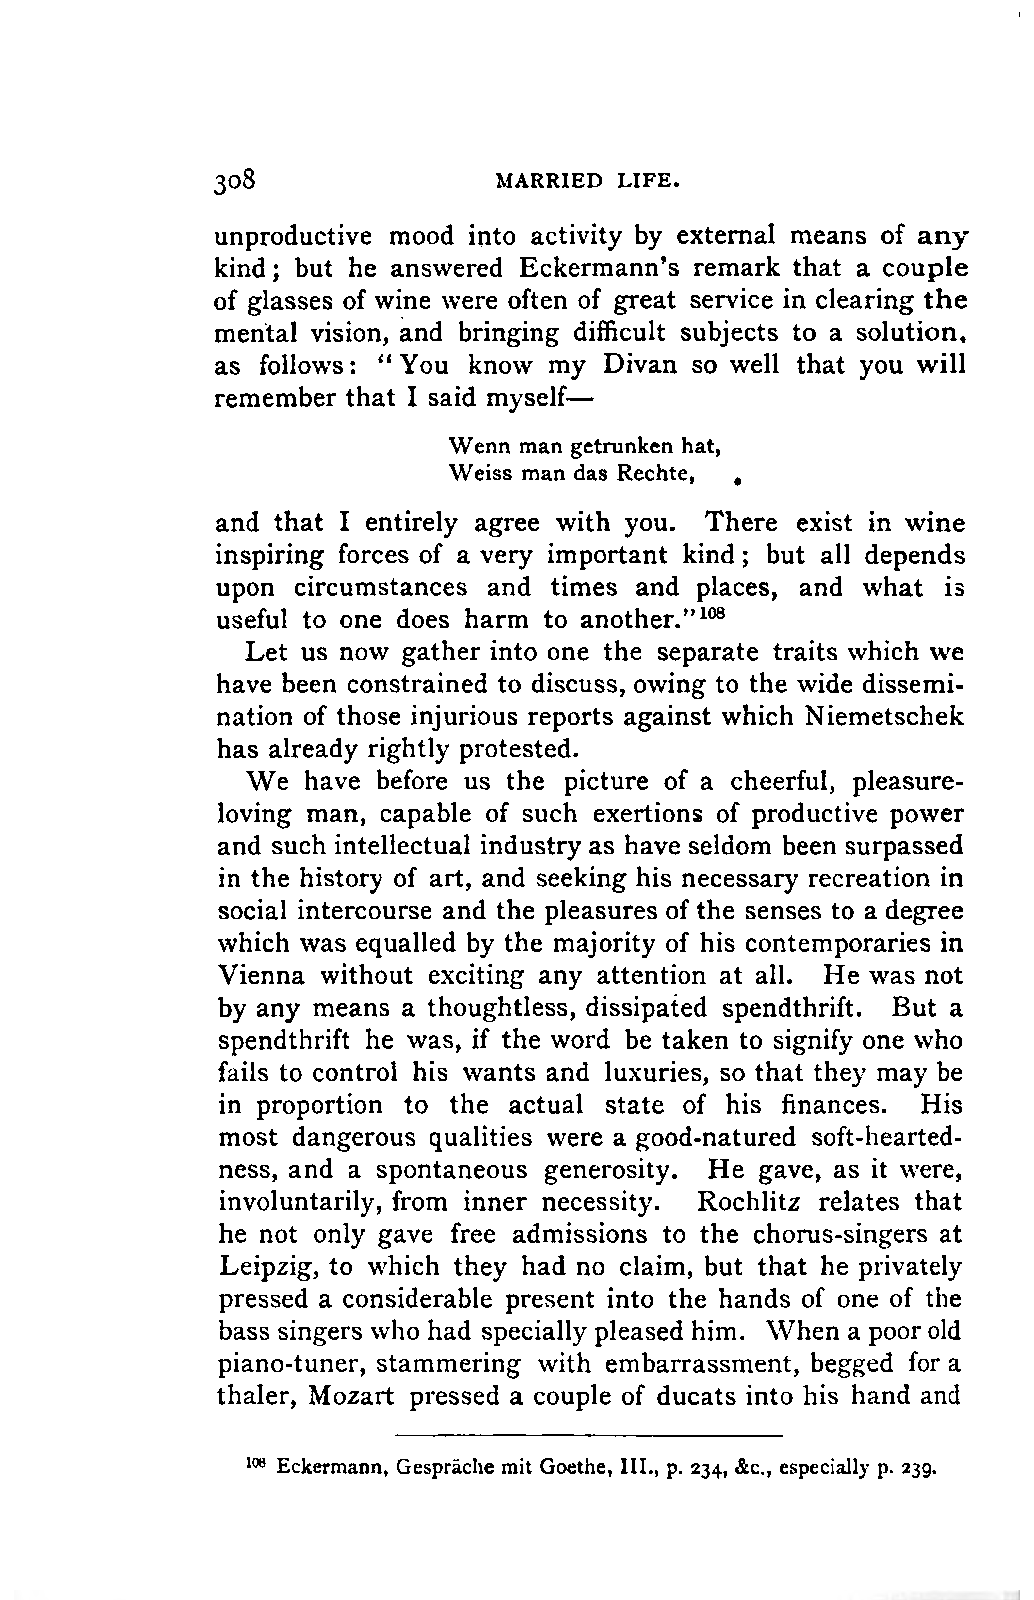 308 MARRIED LIFE.
unproductive mood into activity by external means of any
kind; but he answered Eckermann's remark that a couple
of glasses of wine were often of great service in clearing the
mental vision, and bringing difficult subjects to a solution,
as follows: "You know my Divan so well that you will
remember that I said myself—
Wenn man getrunken hat,
Weiss man das Rechte,
and that I entirely agree with you. There exist in wine
inspiring forces of a very important kind; but all depends
upon circumstances and times and places, and what is
useful to one does harm to another."108
Let us now gather into one the separate traits which we
have been constrained to discuss, owing to the wide dissemi-
nation of those injurious reports against which Niemetschek
has already rightly protested.
We have before us the picture of a cheerful, pleasure-
loving man, capable of such exertions of productive power
and such intellectual industry as have seldom been surpassed
in the history of art, and seeking his necessary recreation in
social intercourse and the pleasures of the senses to a degree
which was equalled by the majority of his contemporaries in
Vienna without exciting any attention at all. He was not
by any means a thoughtless, dissipated spendthrift. But a
spendthrift he was, if the word be taken to signify one who
fails to control his wants and luxuries, so that they may be
in proportion to the actual state of his finances. His
most dangerous qualities were a good-natured soft-hearted-
ness, and a spontaneous generosity. He gave, as it were,
involuntarily, from inner necessity. Rochlitz relates that
he not only gave free admissions to the chorus-singers at
Leipzig, to which they had no claim, but that he privately
pressed a considerable present into the hands of one of the
bass singers who had specially pleased him. When a poor old
piano-tuner, stammering with embarrassment, begged for a
thaler, Mozart pressed a couple of ducats into his hand and
108 Eckermann, Gespräche mit Goethe, III., p. 234, &c., especially p. 239.